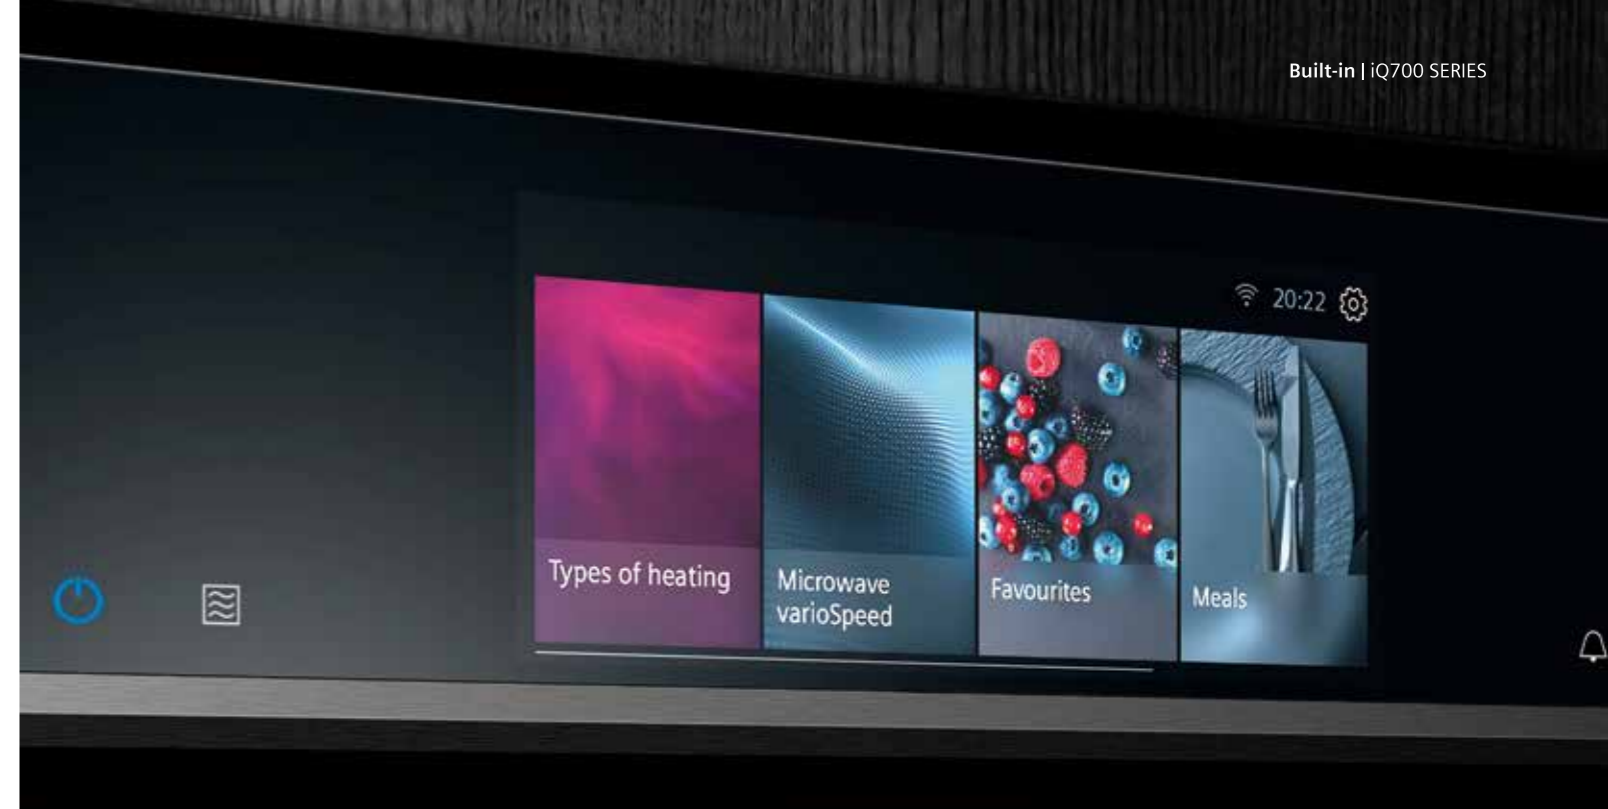 Built-in | iQ700 SERIES
20:22
Types of heating
Microwave
varioSpeed
Favourites
Meals